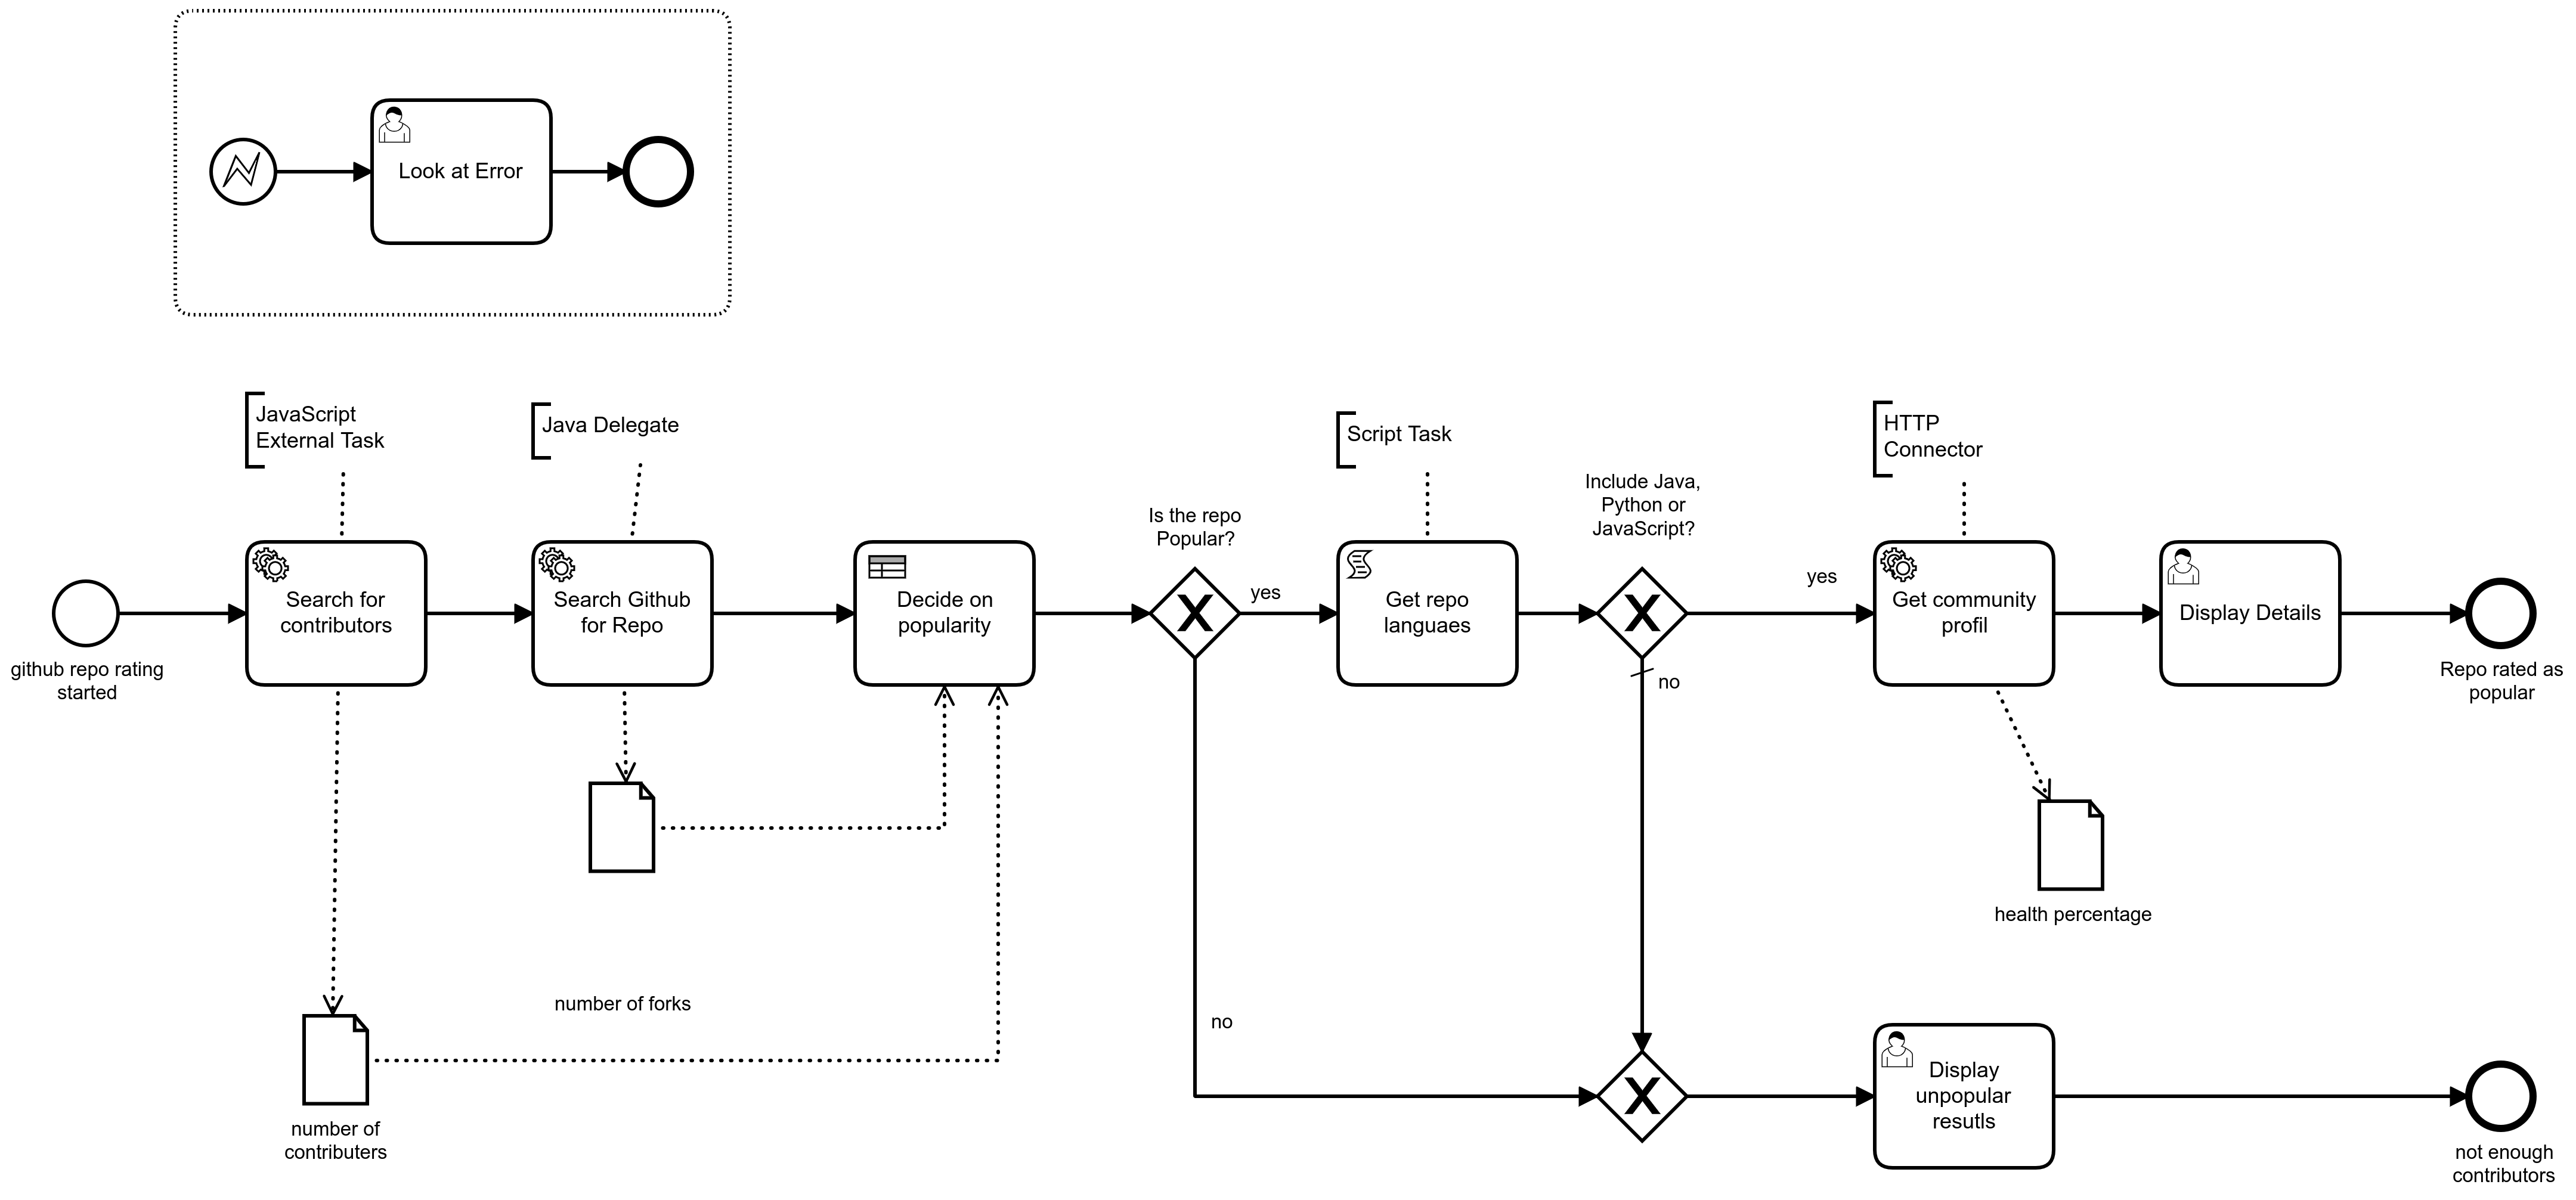 Look at Error
JavaScript
External Task
Java Delegate
Script Task
HTTP
Connector
Include Java,
Python or
JavaScript?
Is the repo
Popular?
Search for
contributors
Search Github
for Repo
Decide on
popularity
yes
Get repo
languaes
yes
Get community
profil
Display Details
github repo rating
started
no
Repo rated as
popular
health percentage
number of forks
no
Display
unpopular
resutls
number of
contributers
not enough
contributors